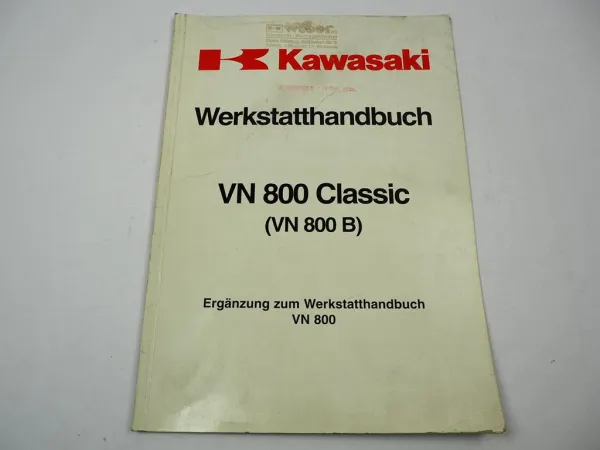 Kawasaki
Werkstatthandbuch
VN 800 Classic
(VN 800 B)
Ergänzung zum Werkstatthandbuch
VN 800